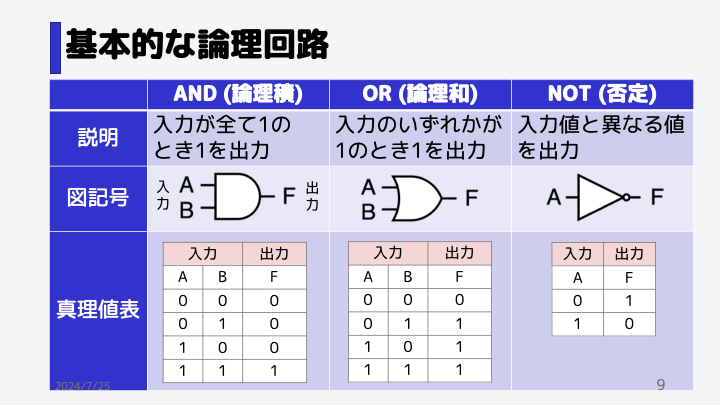 基本的な論理回路
AND (論理積) OR (論理和) NOT (否定)
説明
入力が全て1の
とき1を出力
入力のいずれかが
1のとき1を出力
入力値と異なる値
を出力
図記号
入力 A B F 出力
A B F
A F
真理値表
入力 出力
A B F
0 0 0
0 1 0
1 0 0
1 1 1
入力 出力
A B F
0 0 0
0 1 1
1 0 1
1 1 1
入力 出力
A F
0 1
1 0
2024/7/25
9